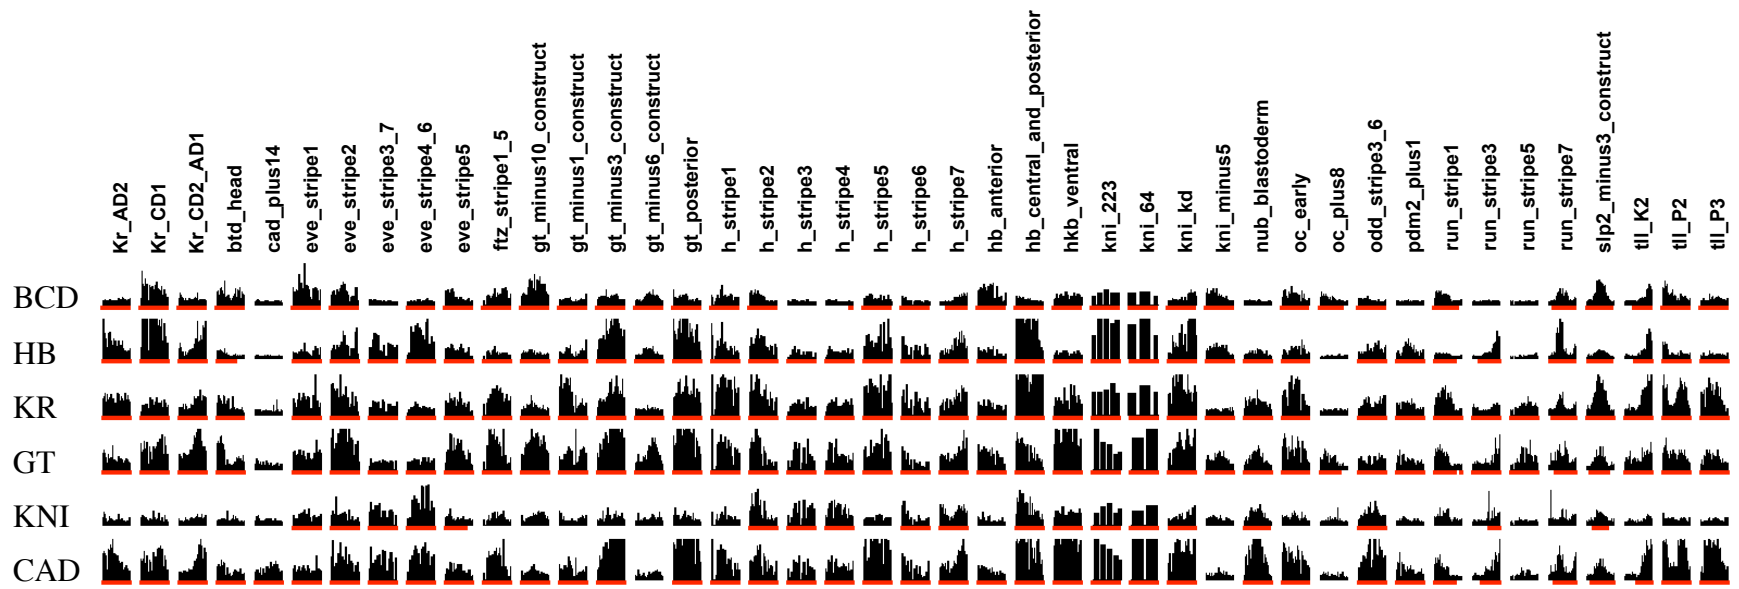 Kr_AD2
Kr_CD1
Kr_CD2_AD1
btd_head
cad_plus14
eve_stripe1
eve_stripe2
eve_stripe3_7
eve_stripe4_6
eve_stripe5
ftz_stripe1_5
gt_minus10_construct
gt_minus1_construct
gt_minus3_construct
gt_minus6_construct
gt_posterior
h_stripe1
h_stripe2
h_stripe3
h_stripe4
h_stripe5
h_stripe6
h_stripe7
hb_anterior
hb_central_and_posterior
hkb_ventral
kni_223
kni_64
kni_kd
kni_minus5
nub_blastoderm
oc_early
oc_plus8
odd_stripe3_6
pdm2_plus1
run_stripe1
run_stripe3
run_stripe5
run_stripe7
slp2_minus3_construct
tll_K2
tll_P2
tll_P3
BCD
HB
KR
GT
KNI
CAD